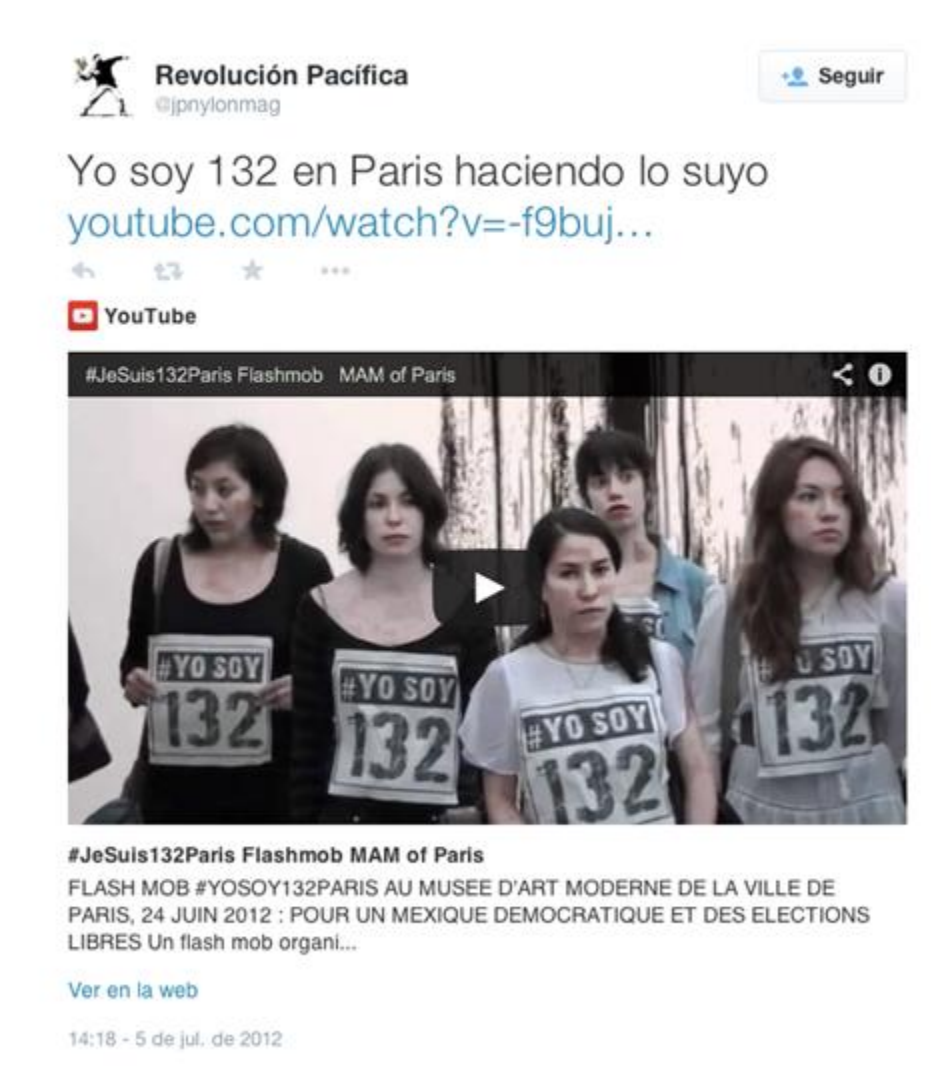 Revolución Pacífica
@jpnylonmag
Seguir
Yo soy 132 en Paris haciendo lo suyo
youtube.com/watch?v=-f9buj...
YouTube
#JeSuis132Paris Flashmob MAM of Paris
#YO SOY
132
#YO SOY
132
#YO SOY
132
SO
# U SOY
132
#JeSuis132Paris Flashmob MAM of Paris
FLASH MOB #YOSOY132PARIS AU MUSEE D'ART MODERNE DE LA VILLE DE
PARIS, 24 JUIN 2012 : POUR UN MEXIQUE DEMOCRATIQUE ET DES ELECTIONS
LIBRES Un flash mob organi...
Ver en la web
14:18 - 5 de jul. de 2012